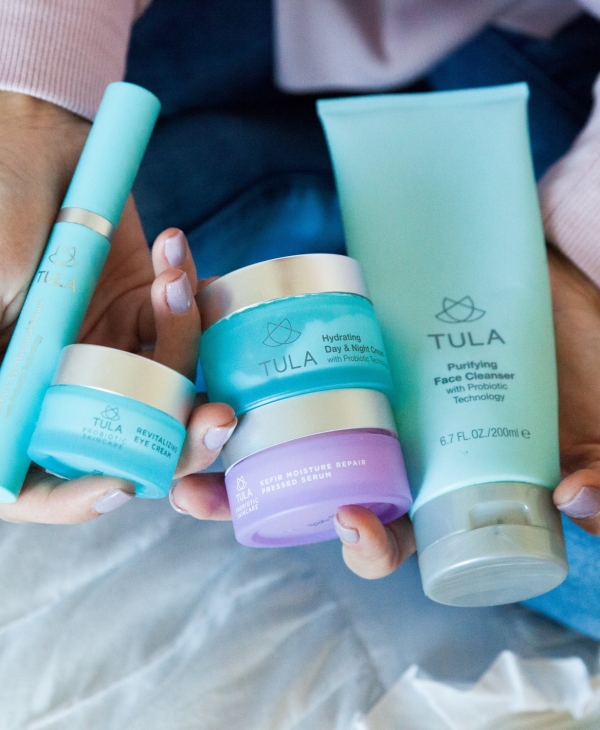 TULA
TULA
PROBIOTIC
SKINCARE
REVITALIZING
EYE CREAM
TULA
Hydrating
Day & Night Cream
with Probiotic
TULA
PROBIOTIC
SKINCARE
KEFIR MOISTURE REPAIR
PRESSED SERUM
TULA
Purifying
Face Cleanser
with Probiotic
Technology
6.7 FL.OZ./200ml e